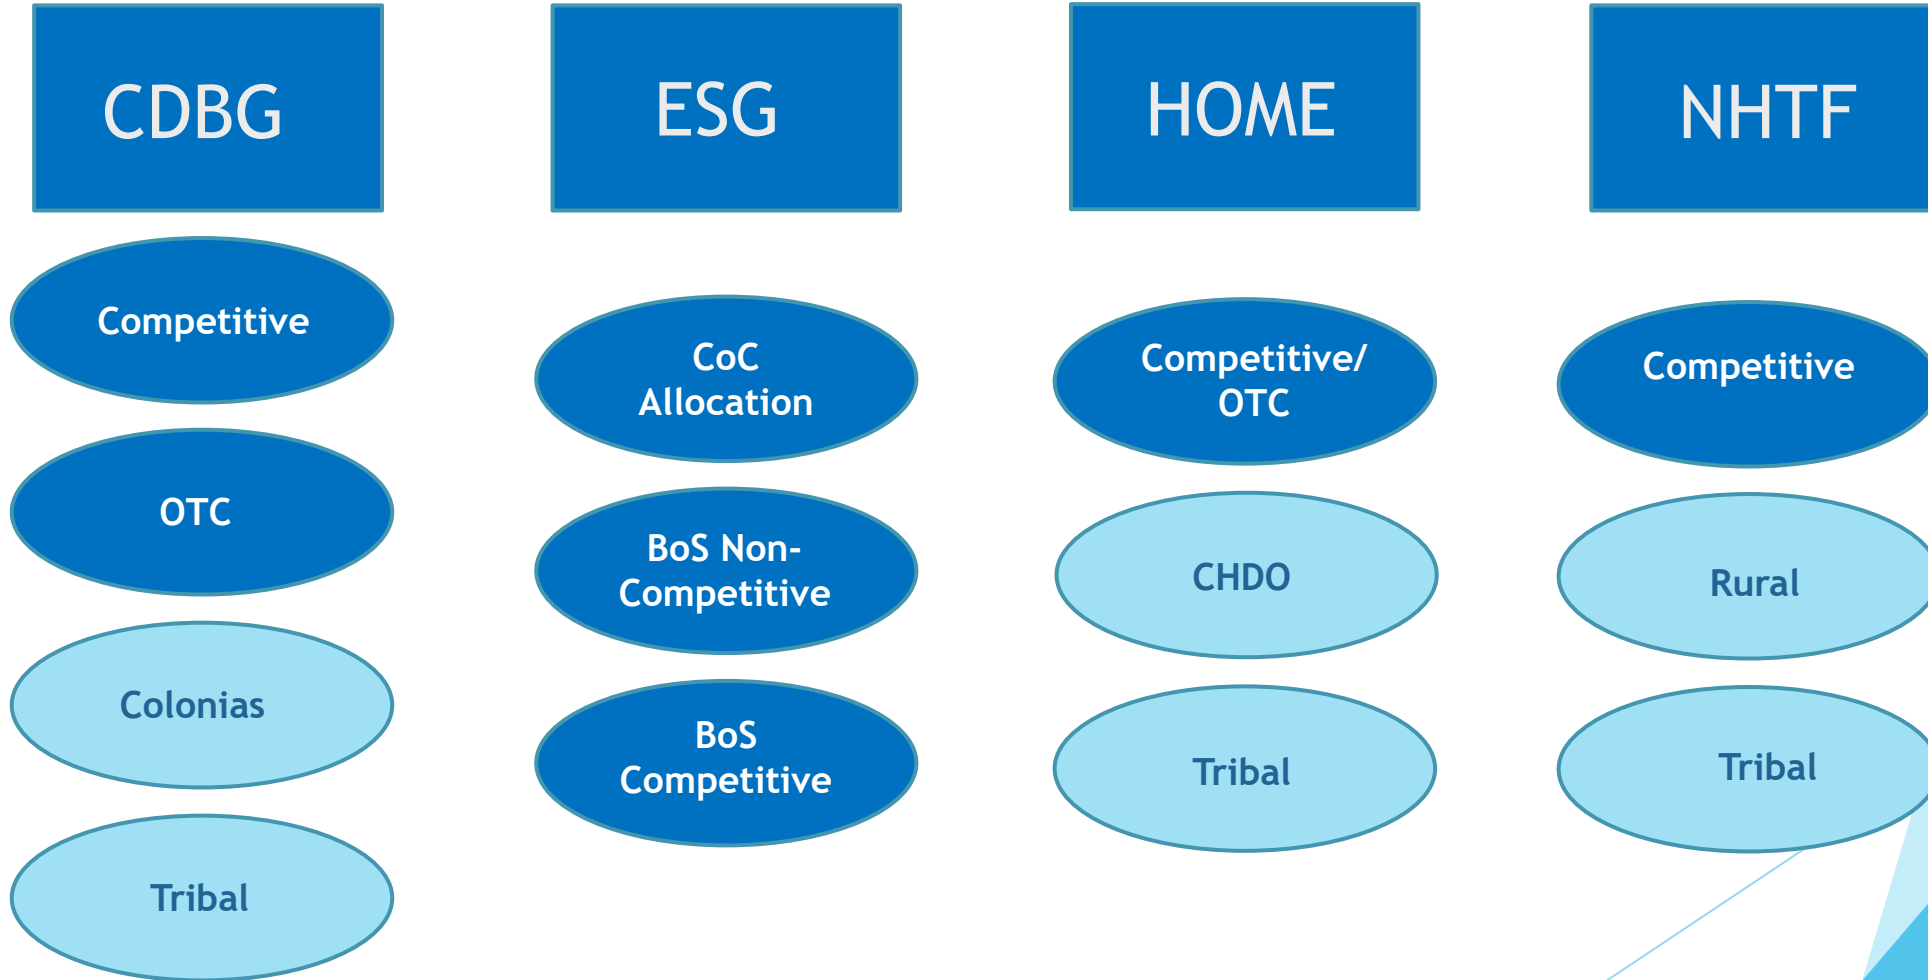 CDBG
Competitive
OTC
Colonias
Tribal
ESG
CoC
Allocation
BoS Non-
Competitive
BoS
Competitive
HOME
Competitive/
OTC
CHDO
Tribal
NHTF
Competitive
Rural
Tribal